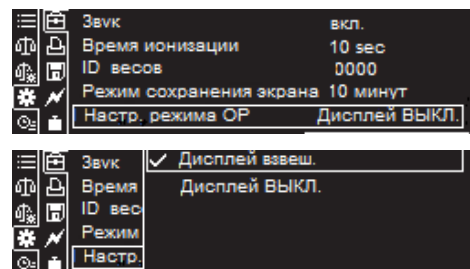 Звук вкл.
Время ионизации 10 sec
ID весов 0000
Режим сохранения экрана 10 минут
Настр. режима ОР Дисплей ВЫКЛ.
Звук ✓ Дисплей взвеш.
Время Дисплей ВЫКЛ.
ID вес
Режим
Настр.